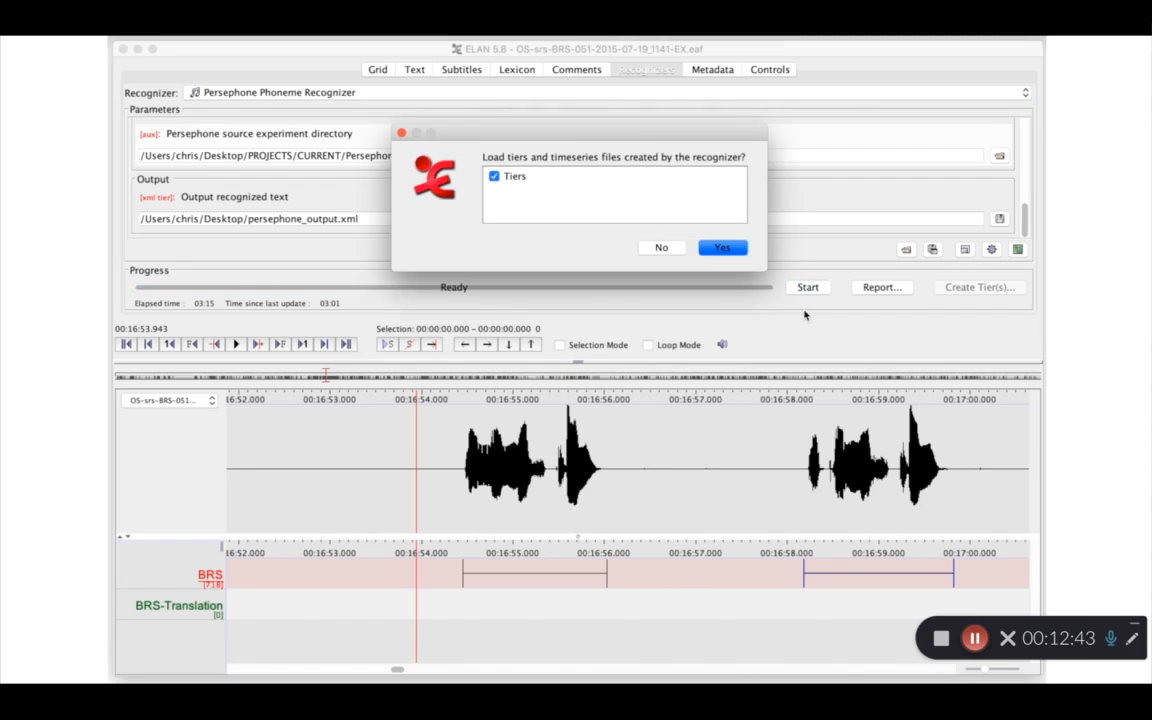 ELAN 5.8 - OS-srs-BRS-051-2015-07-19_1141-EX.eaf
Grid Text Subtitles Lexicon Comments Recognizers Metadata Controls
Recognizer: Persephone Phoneme Recognizer
Parameters
[aux]: Persephone source experiment directory
/Users/chris/Desktop/PROJECTS/CURRENT/Persephon
Output
[xml tier]: Output recognized text
/Users/chris/Desktop/persephone_output.xml
Load tiers and timeseries files created by the recognizer?
Tiers
No Yes
Progress
Ready
Start Report... Create Tier(s)...
Elapsed time : 03:15 Time since last update : 03:01
00:16:53.943
Selection: 00:00:00.000 - 00:00:00.000 0
Selection Mode Loop Mode
OS-srs-BRS-051...
16:52.000 00:16:53.000 00:16:54.000 00:16:55.000 00:16:56.000 00:16:57.000 00:16:58.000 00:16:59.000 00:17:00.000
16:52.000 00:16:53.000 00:16:54.000 00:16:55.000 00:16:56.000 00:16:57.000 00:16:58.000 00:16:59.000 00:17:00.000
BRS
[718]
BRS-Translation
[0]
00:12:43